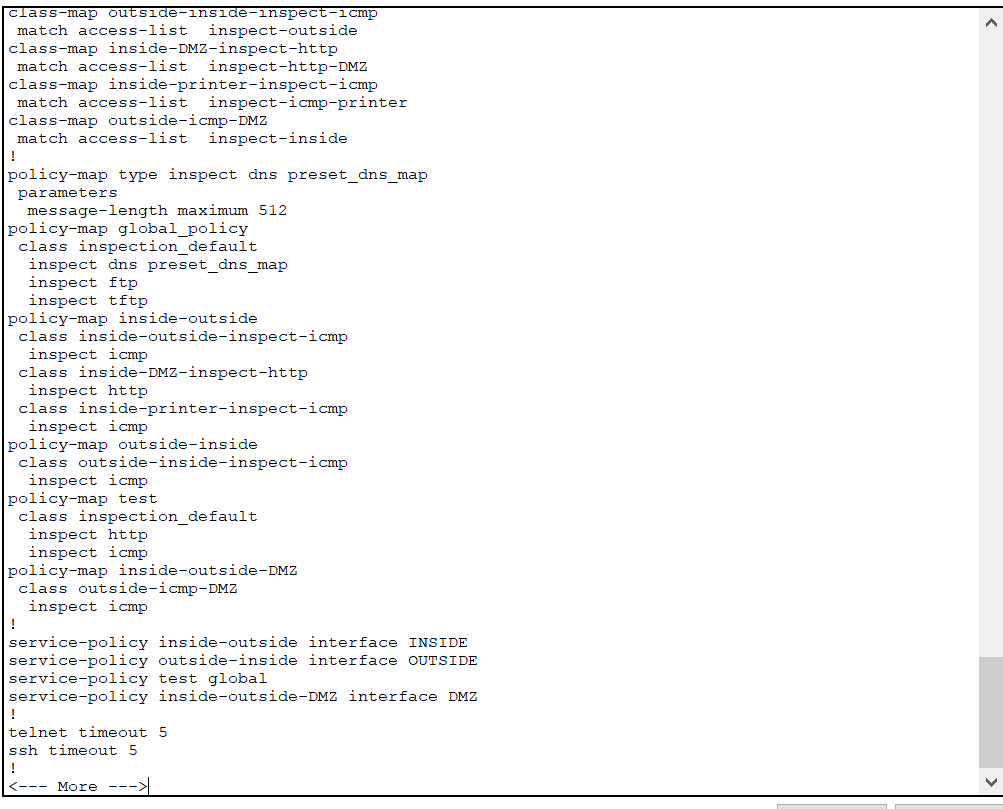 class-map outside-inside-inspect-icmp
 match access-list  inspect-outside
class-map inside-DMZ-inspect-http
 match access-list  inspect-http-DMZ
class-map inside-printer-inspect-icmp
 match access-list  inspect-icmp-printer
class-map outside-icmp-DMZ
 match access-list  inspect-inside
!
policy-map type inspect dns preset_dns_map
 parameters
  message-length maximum 512
policy-map global_policy
 class inspection_default
  inspect dns preset_dns_map
  inspect ftp
  inspect tftp
policy-map inside-outside
 class inside-outside-inspect-icmp
  inspect icmp
 class inside-DMZ-inspect-http
  inspect http
 class inside-printer-inspect-icmp
  inspect icmp
policy-map outside-inside
 class outside-inside-inspect-icmp
  inspect icmp
policy-map test
 class inspection_default
  inspect http
  inspect icmp
policy-map inside-outside-DMZ
 class outside-icmp-DMZ
  inspect icmp
!
service-policy inside-outside interface INSIDE
service-policy outside-inside interface OUTSIDE
service-policy test global
service-policy inside-outside-DMZ interface DMZ
!
telnet timeout 5
ssh timeout 5
!
<--- More --->